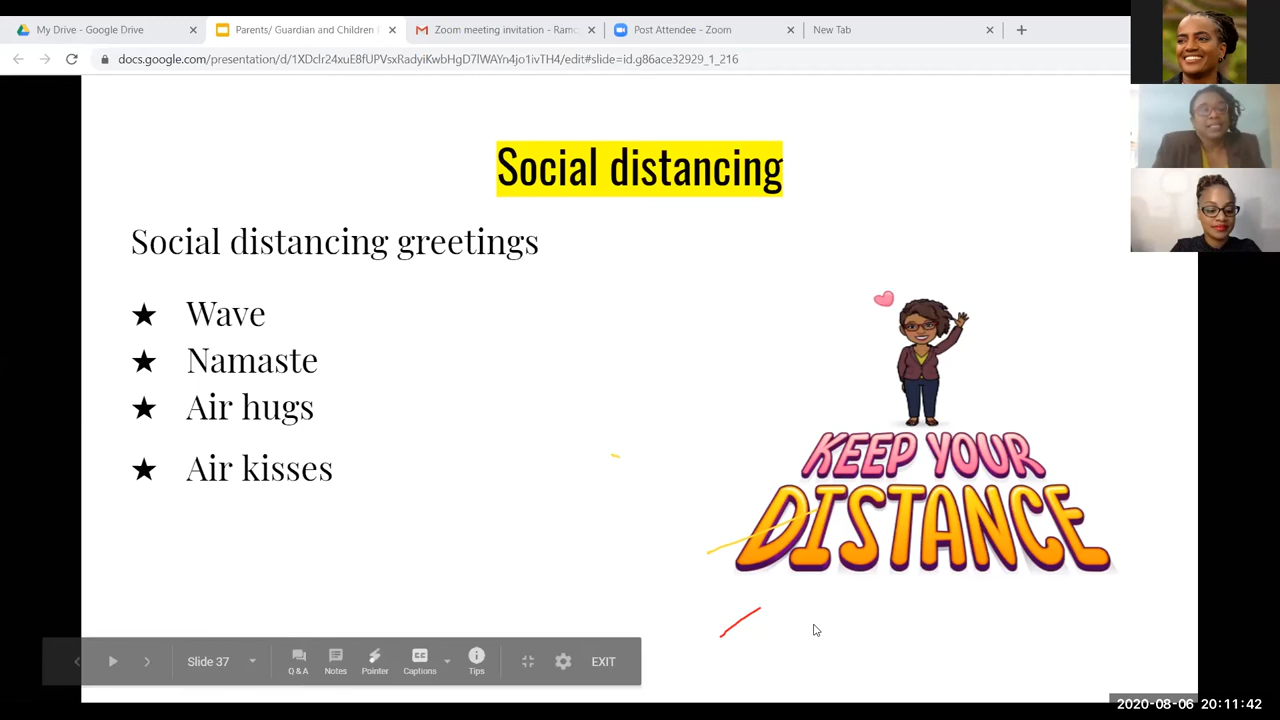 My Drive - Google Drive
Parents/ Guardian and Children
Zoom meeting invitation - Ramo
Post Attendee - Zoom
New Tab
docs.google.com/presentation/d/1XDclr24xuE8fUPVsxRadyiKwbHgD7lWAYn4jo1ivTH4/edit#slide=id.g86ace32929_1_216
Social distancing
Social distancing greetings
★ Wave
★ Namaste
★ Air hugs
★ Air kisses
KEEP YOUR
DISTANCE
Slide 37
Q & A
Notes
Pointer
Captions
Tips
EXIT
2020-08-06 20:11:42